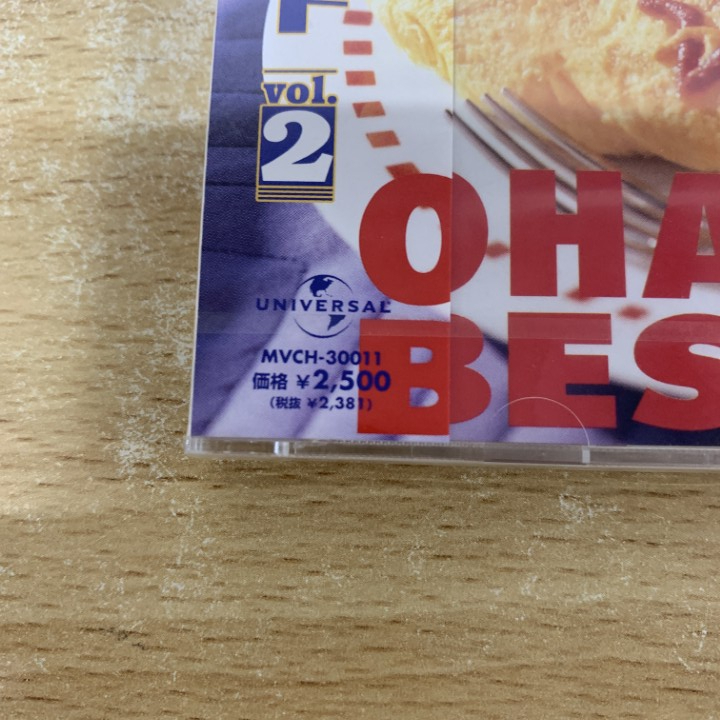 vol.
2
OHA
BES
UNIVERSAL
MVCH-30011
価格 ¥2,500
(税抜 ¥2,381)